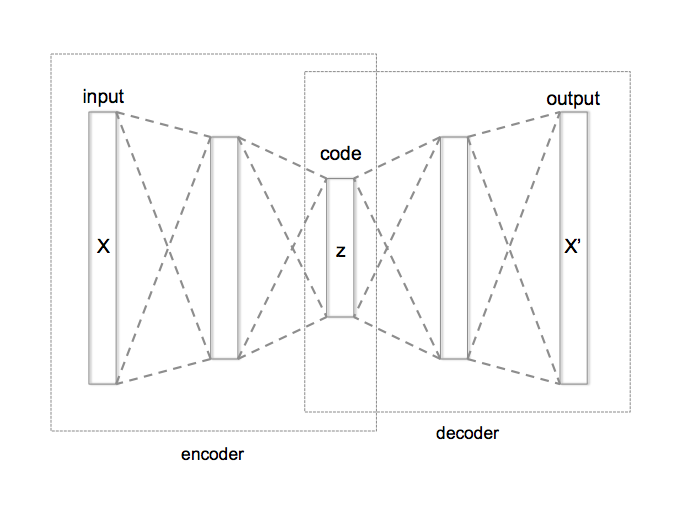 input
output
code
X
z
X’
decoder
encoder